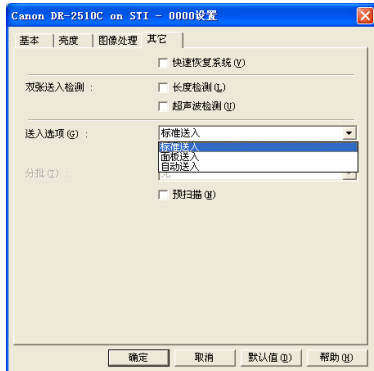 Canon DR-2510C on STI - 0000设置
基本 亮度 图像处理 其它
快速恢复系统(V)
双张送入检测 : 长度检测(L)
超声波检测(U)
送入选项(G) : 标准送入
标准送入
面板送入
自动送入
分批(T) : 无
预扫描(N)
确定 取消 默认值(D) 帮助(H)